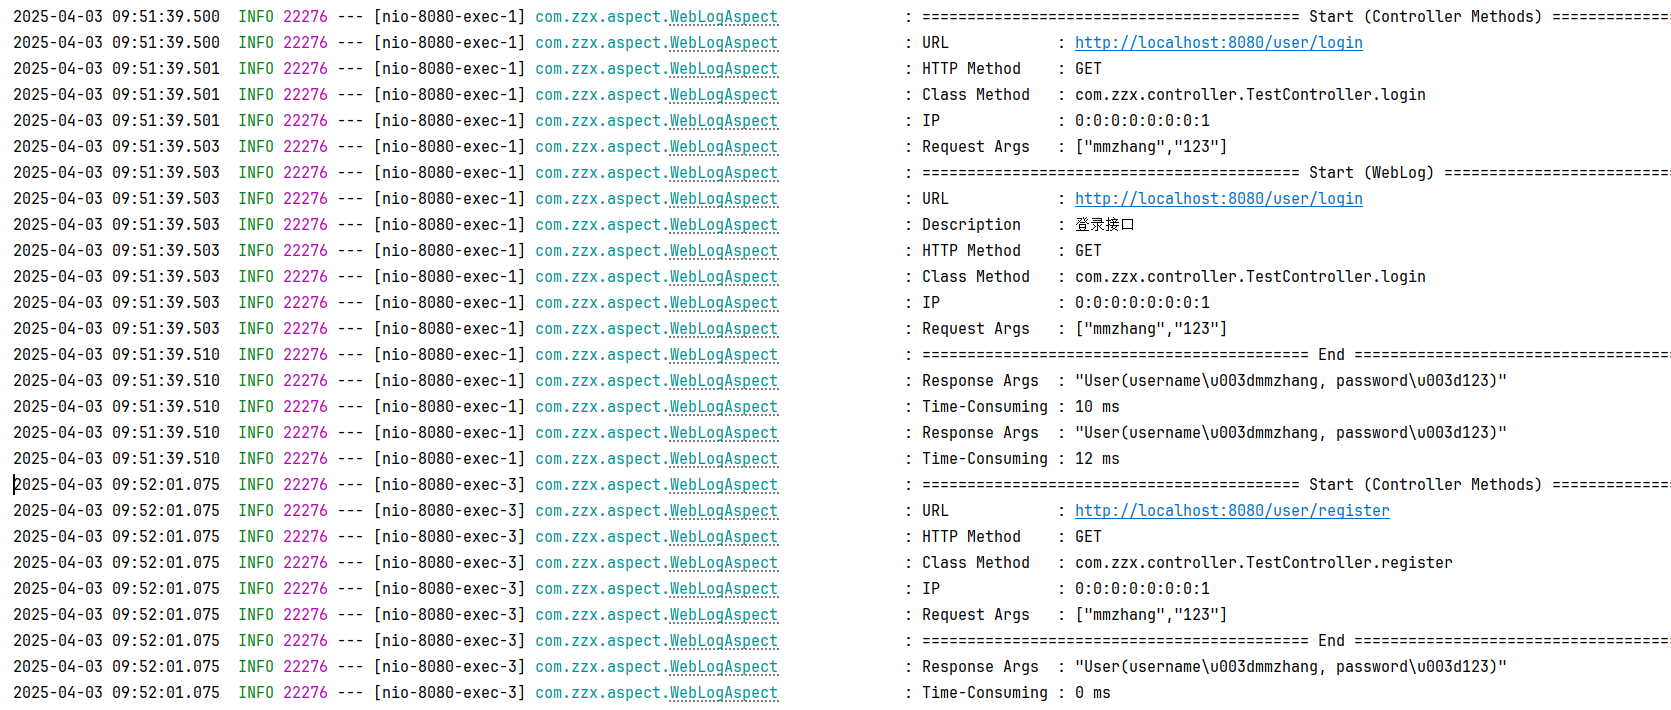 2025-04-03 09:51:39.500  INFO 22276 --- [nio-8080-exec-1] com.zzx.aspect.WebLogAspect              : ========================================== Start (Controller Methods) =============
2025-04-03 09:51:39.500  INFO 22276 --- [nio-8080-exec-1] com.zzx.aspect.WebLogAspect              : URL            : http://localhost:8080/user/login
2025-04-03 09:51:39.501  INFO 22276 --- [nio-8080-exec-1] com.zzx.aspect.WebLogAspect              : HTTP Method    : GET
2025-04-03 09:51:39.501  INFO 22276 --- [nio-8080-exec-1] com.zzx.aspect.WebLogAspect              : Class Method   : com.zzx.controller.TestController.login
2025-04-03 09:51:39.501  INFO 22276 --- [nio-8080-exec-1] com.zzx.aspect.WebLogAspect              : IP             : 0:0:0:0:0:0:0:1
2025-04-03 09:51:39.503  INFO 22276 --- [nio-8080-exec-1] com.zzx.aspect.WebLogAspect              : Request Args   : ["mmzhang","123"]
2025-04-03 09:51:39.503  INFO 22276 --- [nio-8080-exec-1] com.zzx.aspect.WebLogAspect              : ========================================== Start (WebLog) =========================
2025-04-03 09:51:39.503  INFO 22276 --- [nio-8080-exec-1] com.zzx.aspect.WebLogAspect              : URL            : http://localhost:8080/user/login
2025-04-03 09:51:39.503  INFO 22276 --- [nio-8080-exec-1] com.zzx.aspect.WebLogAspect              : Description    : 登录接口
2025-04-03 09:51:39.503  INFO 22276 --- [nio-8080-exec-1] com.zzx.aspect.WebLogAspect              : HTTP Method    : GET
2025-04-03 09:51:39.503  INFO 22276 --- [nio-8080-exec-1] com.zzx.aspect.WebLogAspect              : Class Method   : com.zzx.controller.TestController.login
2025-04-03 09:51:39.503  INFO 22276 --- [nio-8080-exec-1] com.zzx.aspect.WebLogAspect              : IP             : 0:0:0:0:0:0:0:1
2025-04-03 09:51:39.503  INFO 22276 --- [nio-8080-exec-1] com.zzx.aspect.WebLogAspect              : Request Args   : ["mmzhang","123"]
2025-04-03 09:51:39.510  INFO 22276 --- [nio-8080-exec-1] com.zzx.aspect.WebLogAspect              : =========================================== End ===================================
2025-04-03 09:51:39.510  INFO 22276 --- [nio-8080-exec-1] com.zzx.aspect.WebLogAspect              : Response Args  : "User(username\u003dmmzhang, password\u003d123)"
2025-04-03 09:51:39.510  INFO 22276 --- [nio-8080-exec-1] com.zzx.aspect.WebLogAspect              : Time-Consuming : 10 ms
2025-04-03 09:51:39.510  INFO 22276 --- [nio-8080-exec-1] com.zzx.aspect.WebLogAspect              : Response Args  : "User(username\u003dmmzhang, password\u003d123)"
2025-04-03 09:51:39.510  INFO 22276 --- [nio-8080-exec-1] com.zzx.aspect.WebLogAspect              : Time-Consuming : 12 ms
2025-04-03 09:52:01.075  INFO 22276 --- [nio-8080-exec-3] com.zzx.aspect.WebLogAspect              : ========================================== Start (Controller Methods) =============
2025-04-03 09:52:01.075  INFO 22276 --- [nio-8080-exec-3] com.zzx.aspect.WebLogAspect              : URL            : http://localhost:8080/user/register
2025-04-03 09:52:01.075  INFO 22276 --- [nio-8080-exec-3] com.zzx.aspect.WebLogAspect              : HTTP Method    : GET
2025-04-03 09:52:01.075  INFO 22276 --- [nio-8080-exec-3] com.zzx.aspect.WebLogAspect              : Class Method   : com.zzx.controller.TestController.register
2025-04-03 09:52:01.075  INFO 22276 --- [nio-8080-exec-3] com.zzx.aspect.WebLogAspect              : IP             : 0:0:0:0:0:0:0:1
2025-04-03 09:52:01.075  INFO 22276 --- [nio-8080-exec-3] com.zzx.aspect.WebLogAspect              : Request Args   : ["mmzhang","123"]
2025-04-03 09:52:01.075  INFO 22276 --- [nio-8080-exec-3] com.zzx.aspect.WebLogAspect              : =========================================== End ===================================
2025-04-03 09:52:01.075  INFO 22276 --- [nio-8080-exec-3] com.zzx.aspect.WebLogAspect              : Response Args  : "User(username\u003dmmzhang, password\u003d123)"
2025-04-03 09:52:01.075  INFO 22276 --- [nio-8080-exec-3] com.zzx.aspect.WebLogAspect              : Time-Consuming : 0 ms